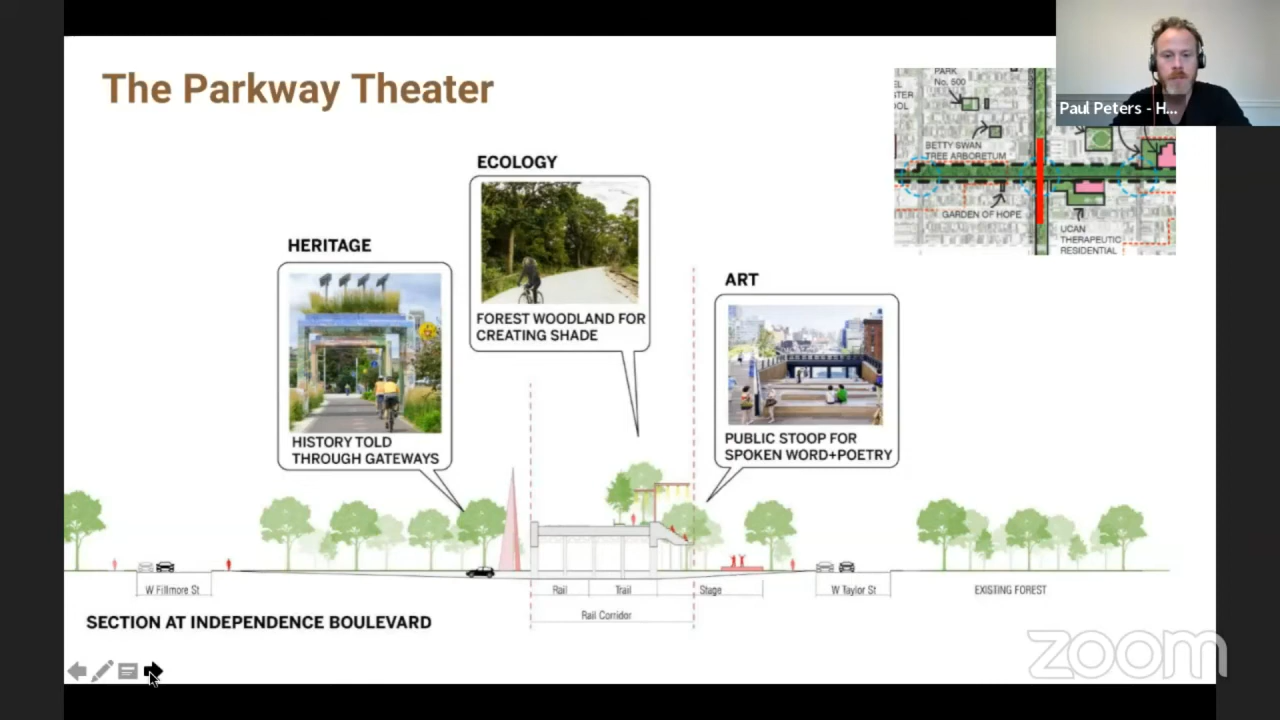 The Parkway Theater
Paul Peters - H...
PARK
No. 500
BETTY SWAN
TREE ARBORETUM
GARDEN OF HOPE
UCAN
THERAPEUTIC
RESIDENTIAL
ECOLOGY
FOREST WOODLAND FOR
CREATING SHADE
HERITAGE
HISTORY TOLD
THROUGH GATEWAYS
ART
PUBLIC STOOP FOR
SPOKEN WORD+POETRY
W Fillmore St
Rail
Trail
Stage
W Taylor St
EXISTING FOREST
Rail Corridor
SECTION AT INDEPENDENCE BOULEVARD
zoom